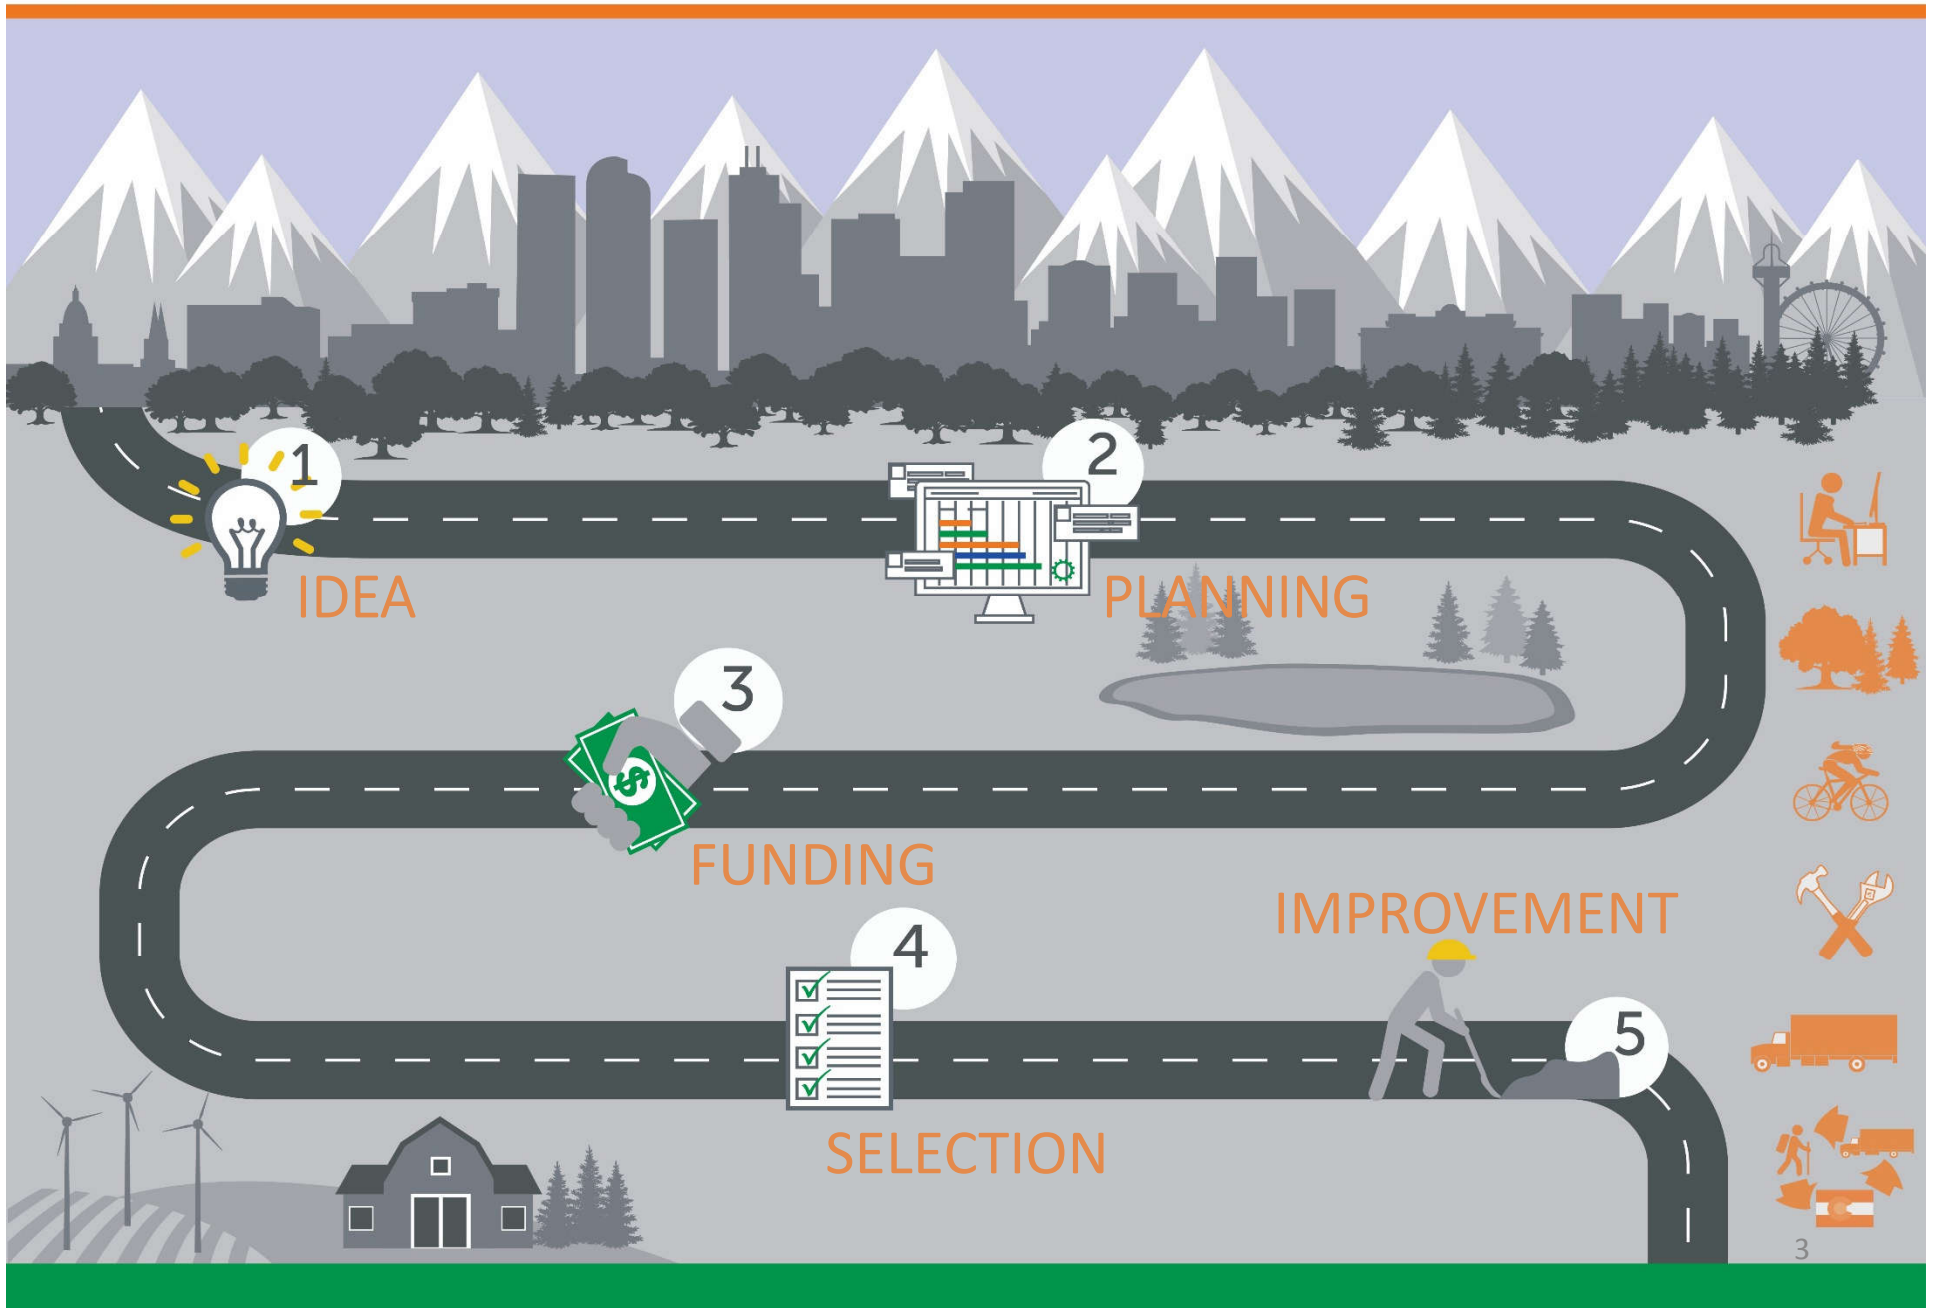 1
IDEA
2
PLANNING
3
$
FUNDING
4
SELECTION
IMPROVEMENT
5
3